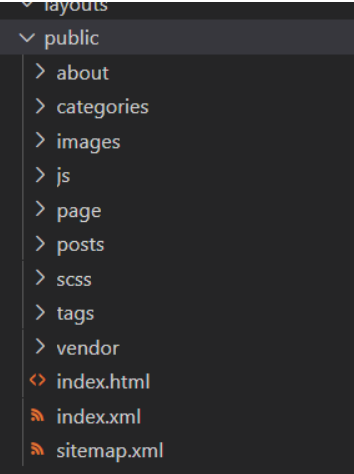 layouts
public
about
categories
images
js
page
posts
scss
tags
vendor
index.html
index.xml
sitemap.xml